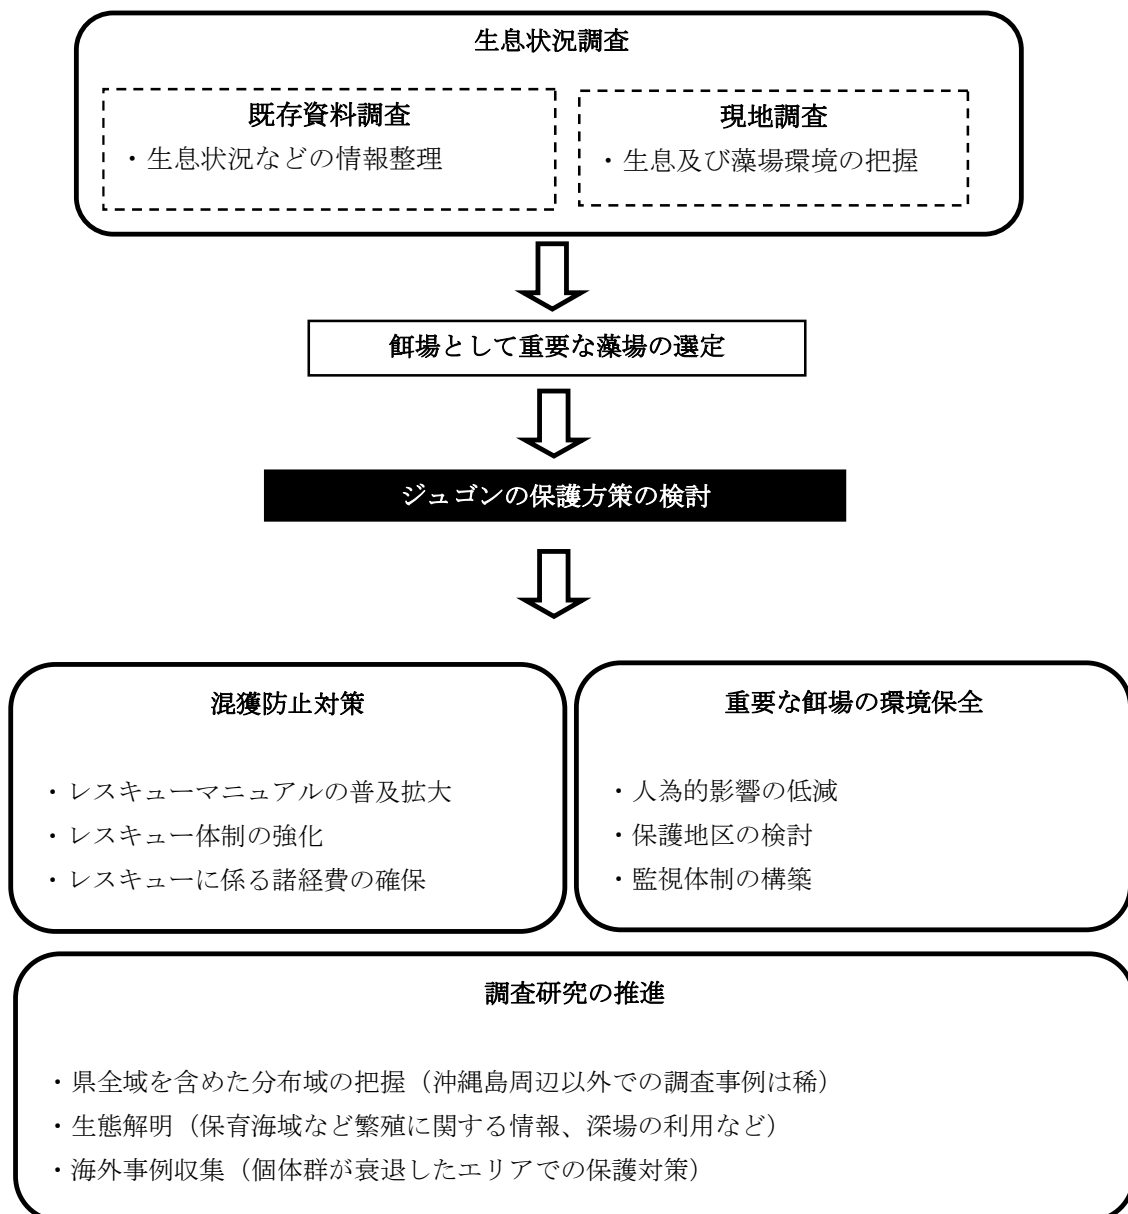 生息状況調査
既存資料調査
・生息状況などの情報整理
現地調査
・生息及び藻場環境の把握
餌場として重要な藻場の選定
ジュゴンの保護方策の検討
混獲防止対策
・レスキューマニュアルの普及拡大
・レスキュー体制の強化
・レスキューに係る諸経費の確保
重要な餌場の環境保全
・人為的影響の低減
・保護地区の検討
・監視体制の構築
調査研究の推進
・県全域を含めた分布域の把握（沖縄島周辺以外での調査事例は稀）
・生態解明（保育海域など繁殖に関する情報、深場の利用など）
・海外事例収集（個体群が衰退したエリアでの保護対策）